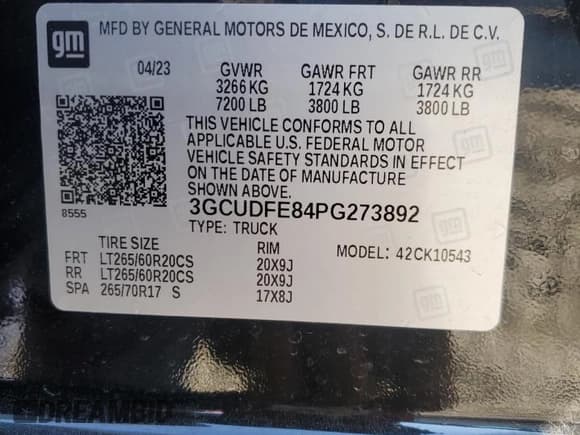 gm MFD BY GENERAL MOTORS DE MEXICO, S. DE R.L. DE C.V.
04/23 GVWR GAWR FRT GAWR RR
3266 KG 1724 KG 1724 KG
7200 LB 3800 LB 3800 LB
THIS VEHICLE CONFORMS TO ALL
APPLICABLE U.S. FEDERAL MOTOR
VEHICLE SAFETY STANDARDS IN EFFECT
ON THE DATE OF MANUFACTURE
SHOWN ABOVE.
8555 3GCUDFE84PG273892
TYPE: TRUCK
TIRE SIZE RIM MODEL: 42CK10543
FRT LT265/60R20CS 20X9J
RR LT265/60R20CS 20X9J
SPA 265/70R17 S 17X8J
gm
DREAMBID